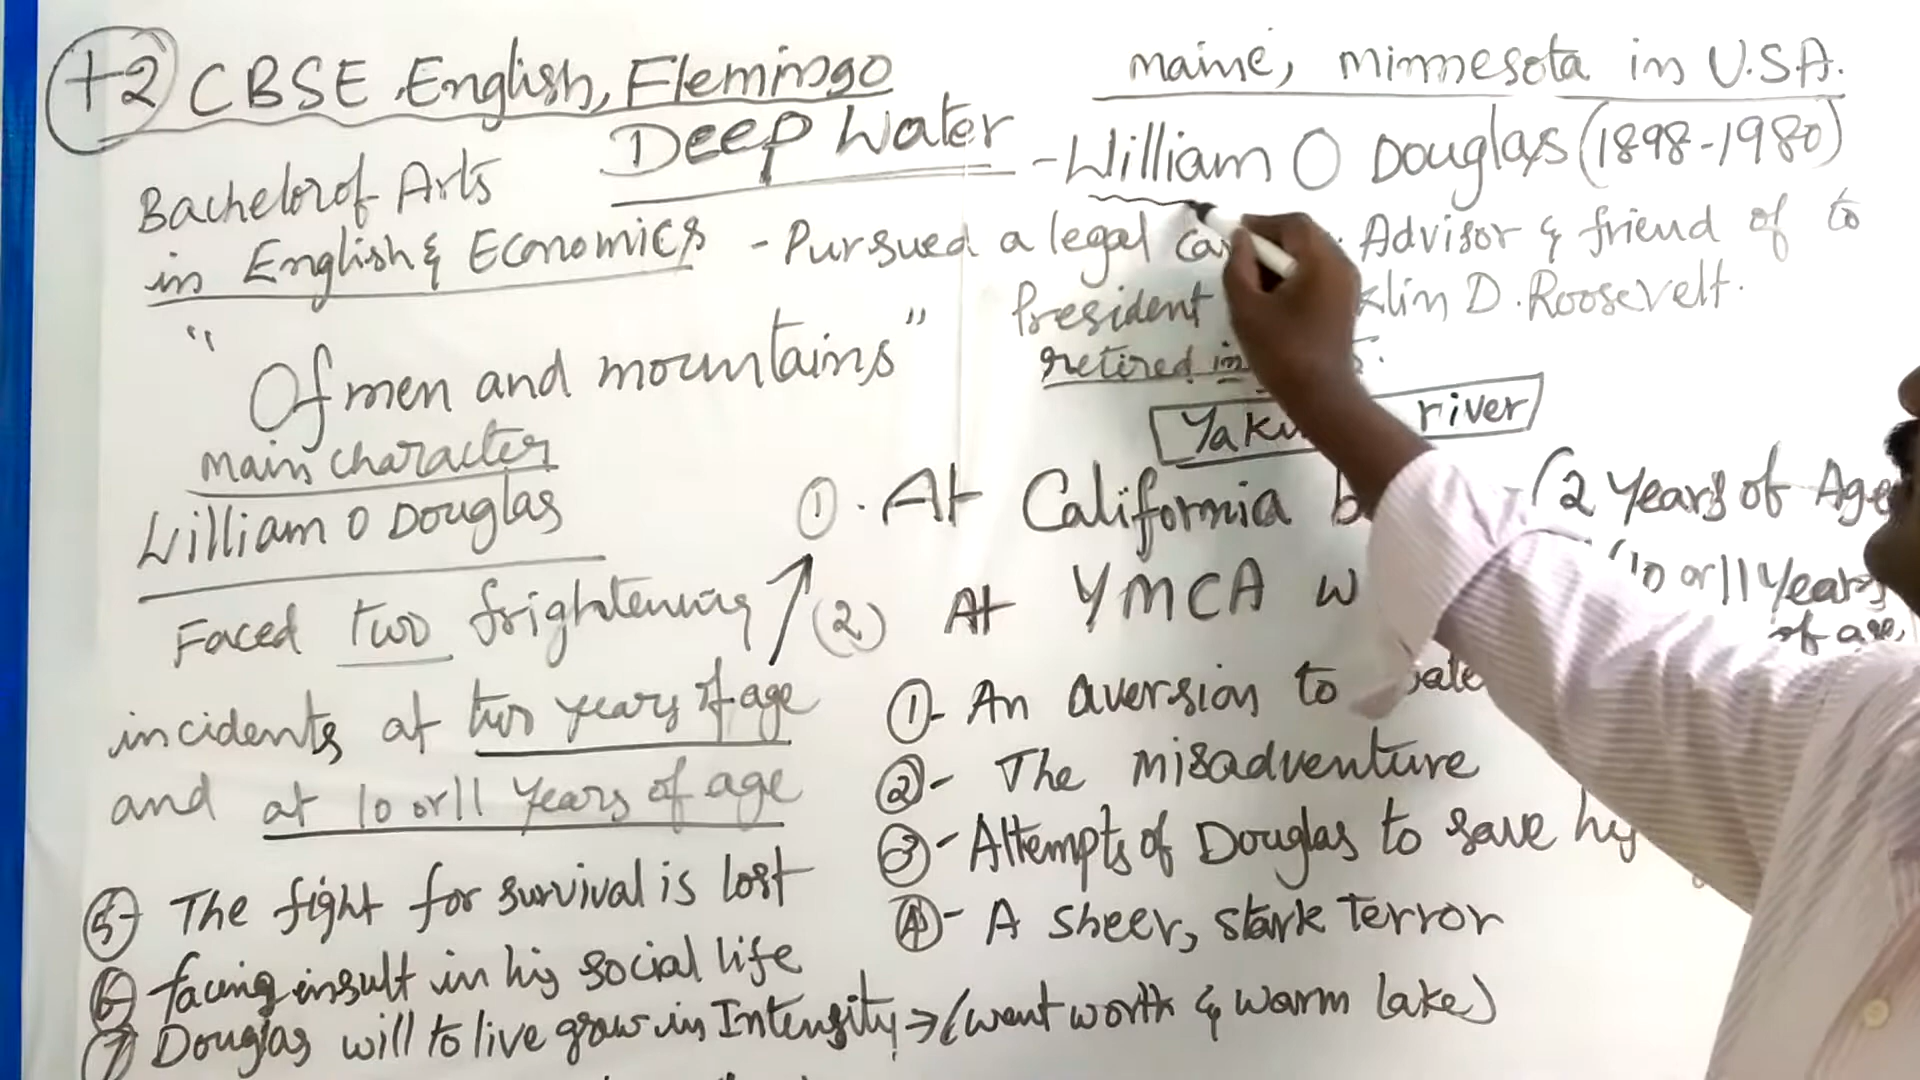 +2 CBSE English, Flemingo
maine, minnesota in U.S.A.
Deep Water - William O Douglas (1898-1980)
Bachelor of Arts
in English & Economics - Pursued a legal
Advisor & friend of to
President
D. Roosevelt.
retired in
"Of men and mountains"
river
main character
William O Douglas
① . At California
(2 years of Age
Faced two frightening
(2) At YMCA
(10 or 11 years
of age,
incidents at two years of age
and at 10 or 11 years of age
①- An aversion to
②- The misadventure
③- Attempts of Douglas to save
④- A sheer, stark terror
⑤- The fight for survival is lost
⑥- facing insult in his social life
⑦ Douglas will to live grow in Intensity → (went worth & warm lake)